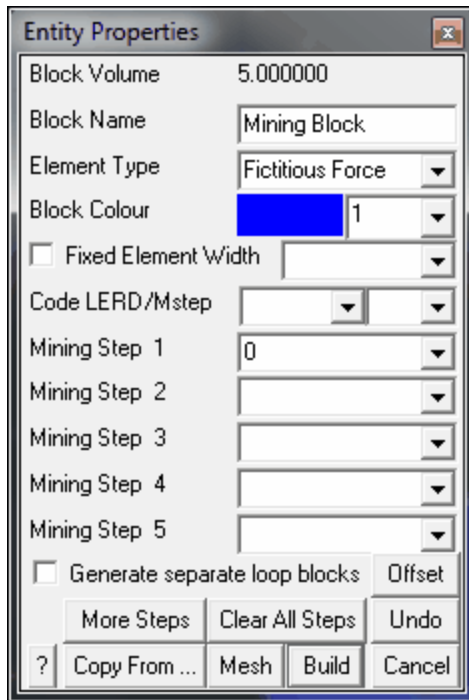 Entity Properties
Block Volume 5.000000
Block Name Mining Block
Element Type Fictitious Force
Block Colour 1
Fixed Element Width
Code LERD/Mstep
Mining Step 1 0
Mining Step 2
Mining Step 3
Mining Step 4
Mining Step 5
Generate separate loop blocks Offset
More Steps Clear All Steps Undo
? Copy From ... Mesh Build Cancel